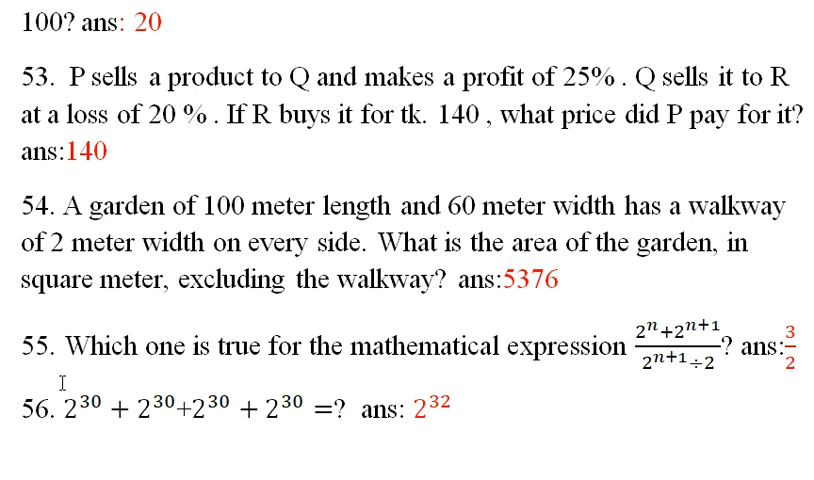 100? ans: 20
53. P sells a product to Q and makes a profit of 25% . Q sells it to R
at a loss of 20 % . If R buys it for tk. 140 , what price did P pay for it?
ans:140
54. A garden of 100 meter length and 60 meter width has a walkway
of 2 meter width on every side. What is the area of the garden, in
square meter, excluding the walkway? ans:5376
55. Which one is true for the mathematical expression \frac{2^{n}+2^{n+1}}{2^{n+1}÷2}? ans:\frac{3}{2}
56. 2^{30} + 2^{30}+2^{30} + 2^{30} =? ans: 2^{32}